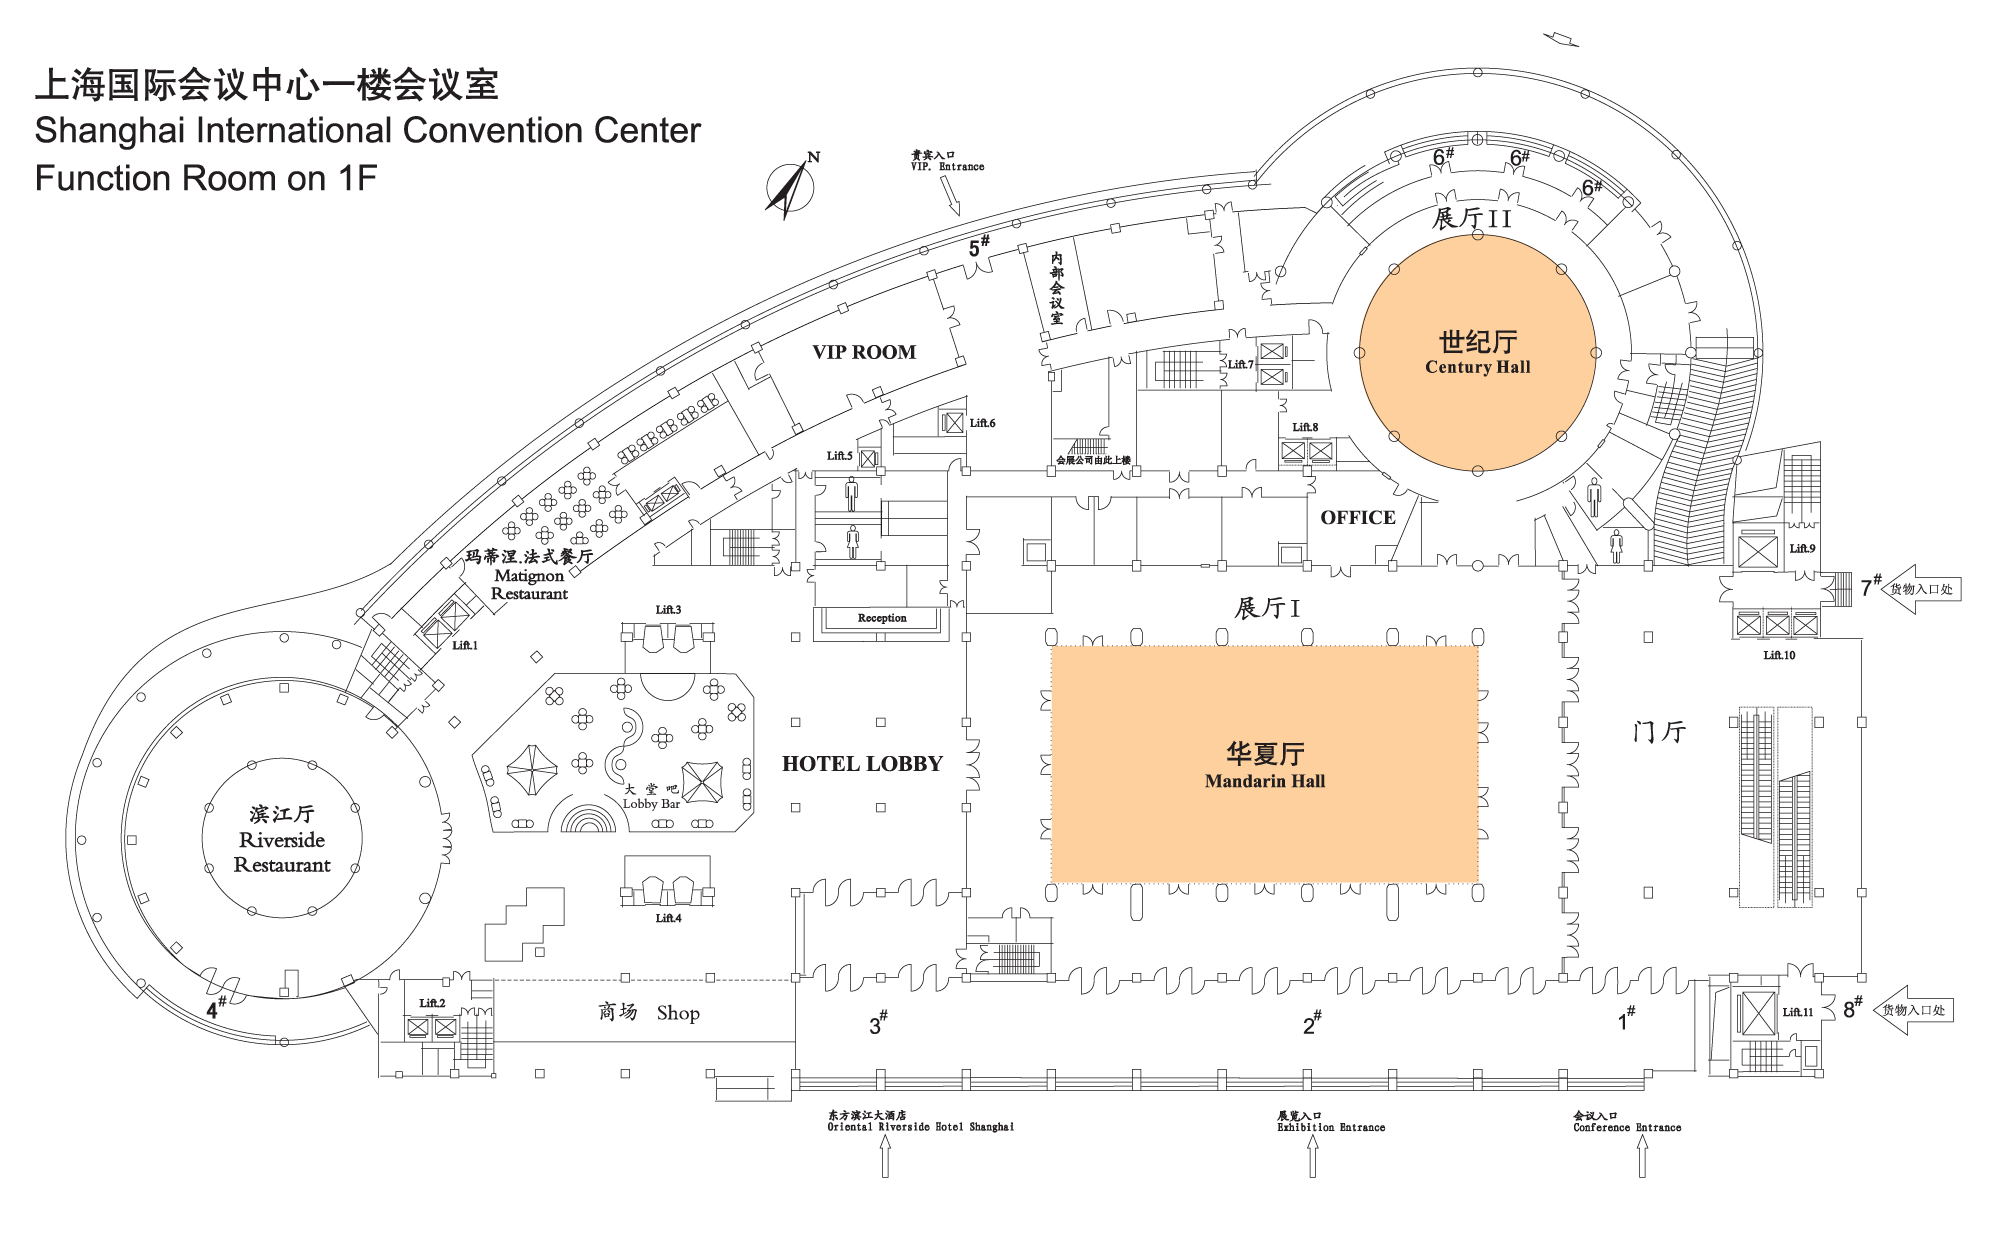 上海国际会议中心一楼会议室
Shanghai International Convention Center
Function Room on 1F
N
贵宾入口
VIP. Entrance
5#
6#
6#
6#
展厅II
内部会议室
世纪厅
Century Hall
VIP ROOM
Lift.7
Lift.6
Lift.8
Lift.5
会展公司由此上楼
OFFICE
玛蒂涅.法式餐厅
Matignon
Restaurant
Lift.9
7#
货物入口处
Lift.3
Reception
展厅I
Lift.1
Lift.10
门厅
华夏厅
Mandarin Hall
HOTEL LOBBY
大堂吧
Lobby Bar
滨江厅
Riverside
Restaurant
Lift.4
4#
Lift.2
商场 Shop
3#
2#
1#
Lift.11
8#
货物入口处
东方滨江大酒店
Oriental Riverside Hotel Shanghai
展览入口
Exhibition Entrance
会议入口
Conference Entrance